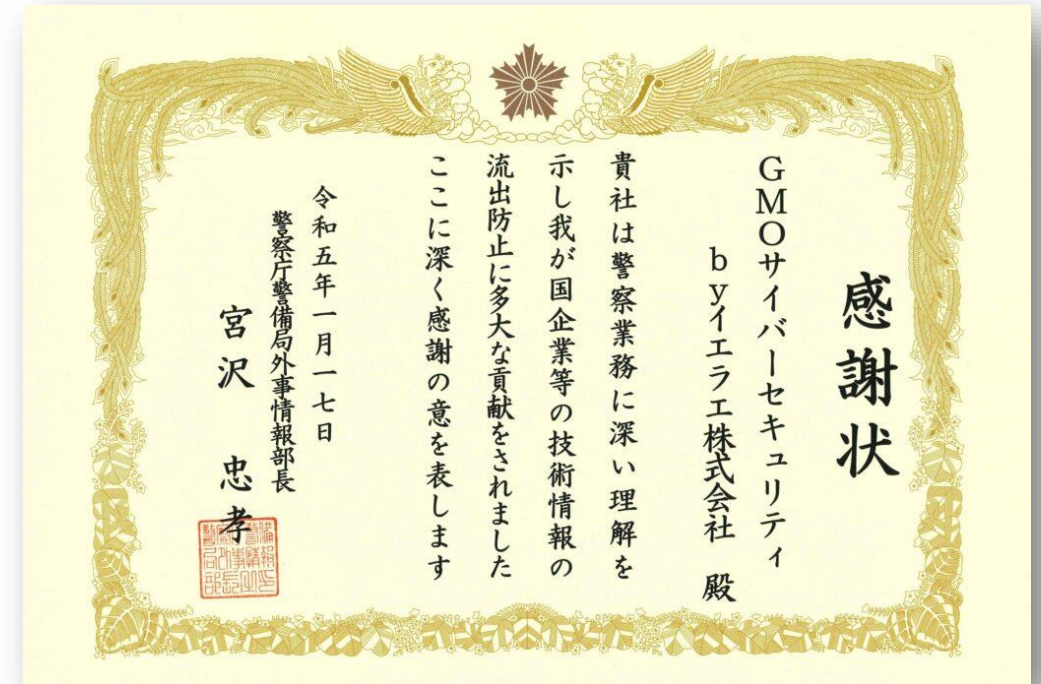 感謝状
GMOサイバーセキュリティ
byイエラエ株式会社 殿
貴社は警察業務に深い理解を
示し我が国企業等の技術情報の
流出防止に多大な貢献をされました
ここに深く感謝の意を表します
令和五年一月一七日
警察庁警備局外事情報部長
宮沢 忠孝